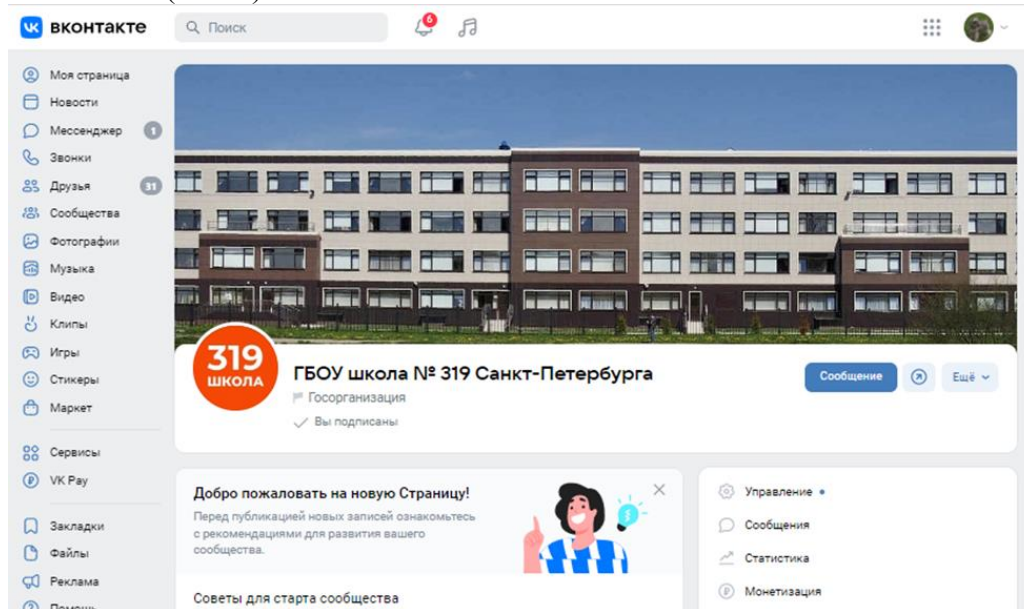 вконтакте
Поиск
6
Моя страница
Новости
Мессенджер 1
Звонки
Друзья 31
Сообщества
Фотографии
Музыка
Видео
Клипы
Игры
Стикеры
Маркет
Сервисы
VK Pay
Закладки
Файлы
Реклама
Помощь
319
ШКОЛА
ГБОУ школа № 319 Санкт-Петербурга
Госорганизация
Вы подписаны
Сообщение
Ещё
Добро пожаловать на новую Страницу!
Перед публикацией новых записей ознакомьтесь
с рекомендациями для развития вашего
сообщества.
Советы для старта сообщества
Управление
Сообщения
Статистика
Монетизация